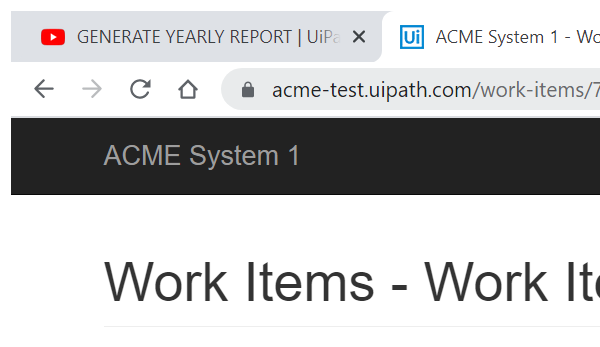 GENERATE YEARLY REPORT | UiPa
Ui ACME System 1 - Wo
acme-test.uipath.com/work-items/7
ACME System 1
Work Items - Work Ite